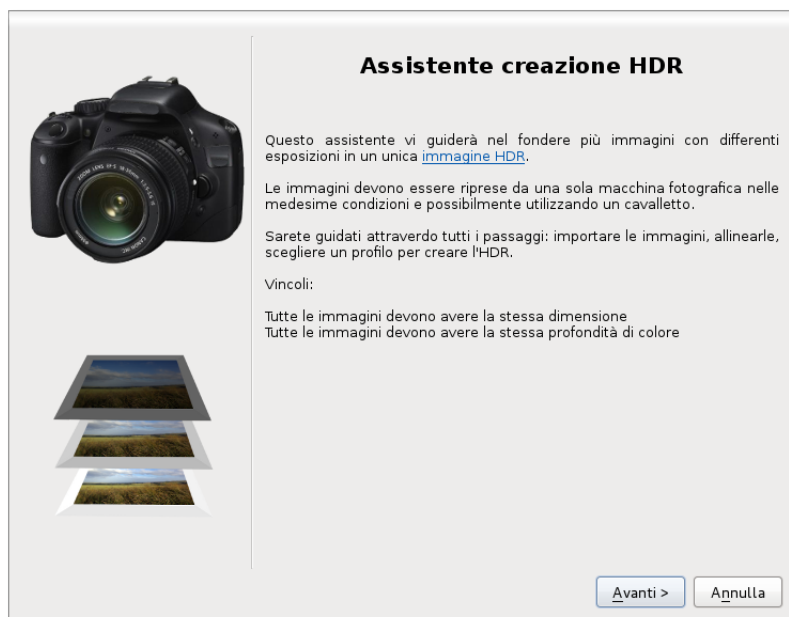 Assistente creazione HDR
Questo assistente vi guiderà nel fondere più immagini con differenti
esposizioni in un unica immagine HDR.
Le immagini devono essere riprese da una sola macchina fotografica nelle
medesime condizioni e possibilmente utilizzando un cavalletto.
Sarete guidati attraverdo tutti i passaggi: importare le immagini, allinearle,
scegliere un profilo per creare l'HDR.
Vincoli:
Tutte le immagini devono avere la stessa dimensione
Tutte le immagini devono avere la stessa profondità di colore
Avanti >
Annulla